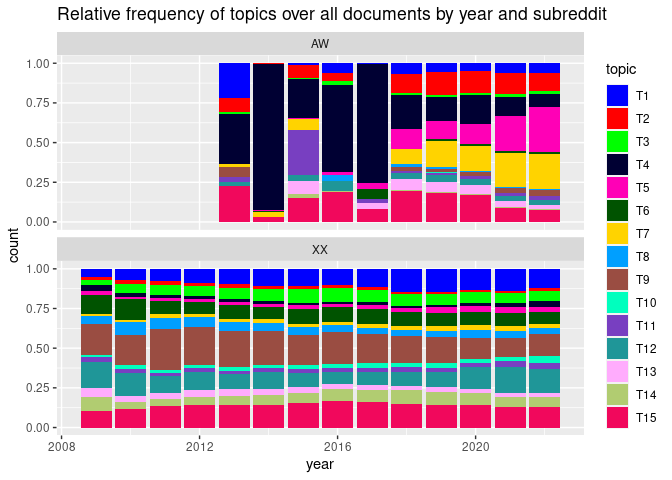 Relative frequency of topics over all documents by year and subreddit
AW
1.00
0.75
0.50
0.25
0.00
XX
1.00
0.75
0.50
0.25
0.00
count
2008
2012
2016
2020
year
topic
T1
T2
T3
T4
T5
T6
T7
T8
T9
T10
T11
T12
T13
T14
T15